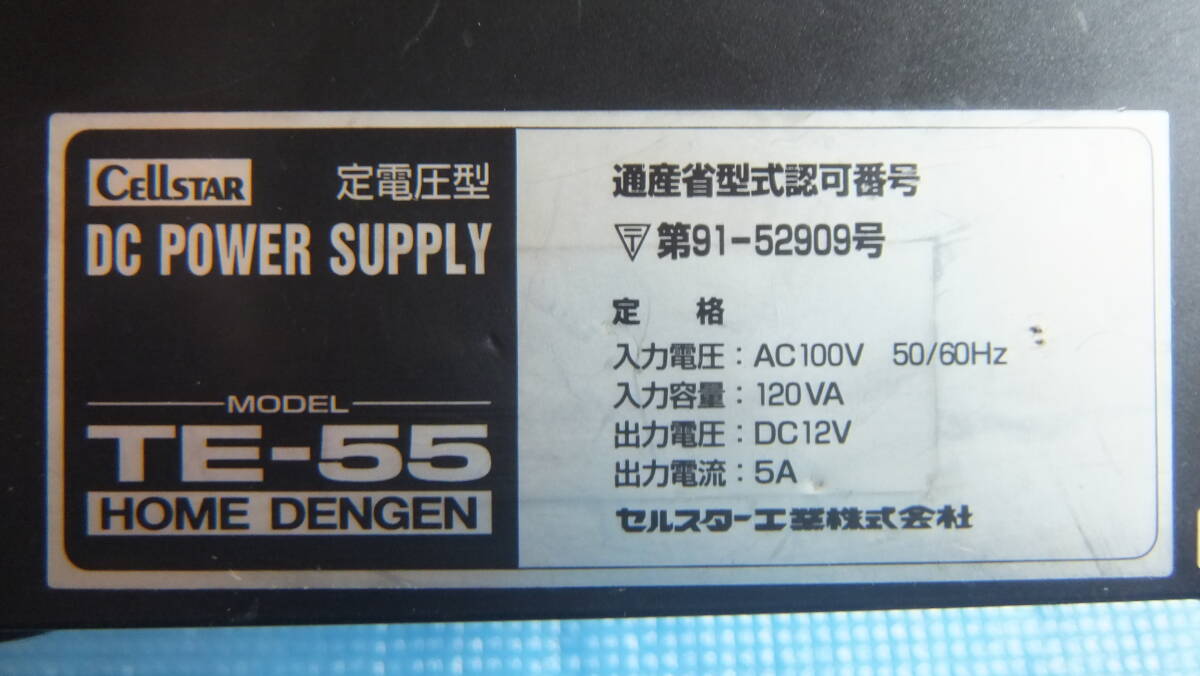 CELLSTAR 定電圧型
DC POWER SUPPLY
MODEL
TE-55
HOME DENGEN
通産省型式認可番号
第91-52909号
定 格
入力電圧：AC100V 50/60Hz
入力容量：120VA
出力電圧：DC12V
出力電流：5A
セルスター工業株式会社